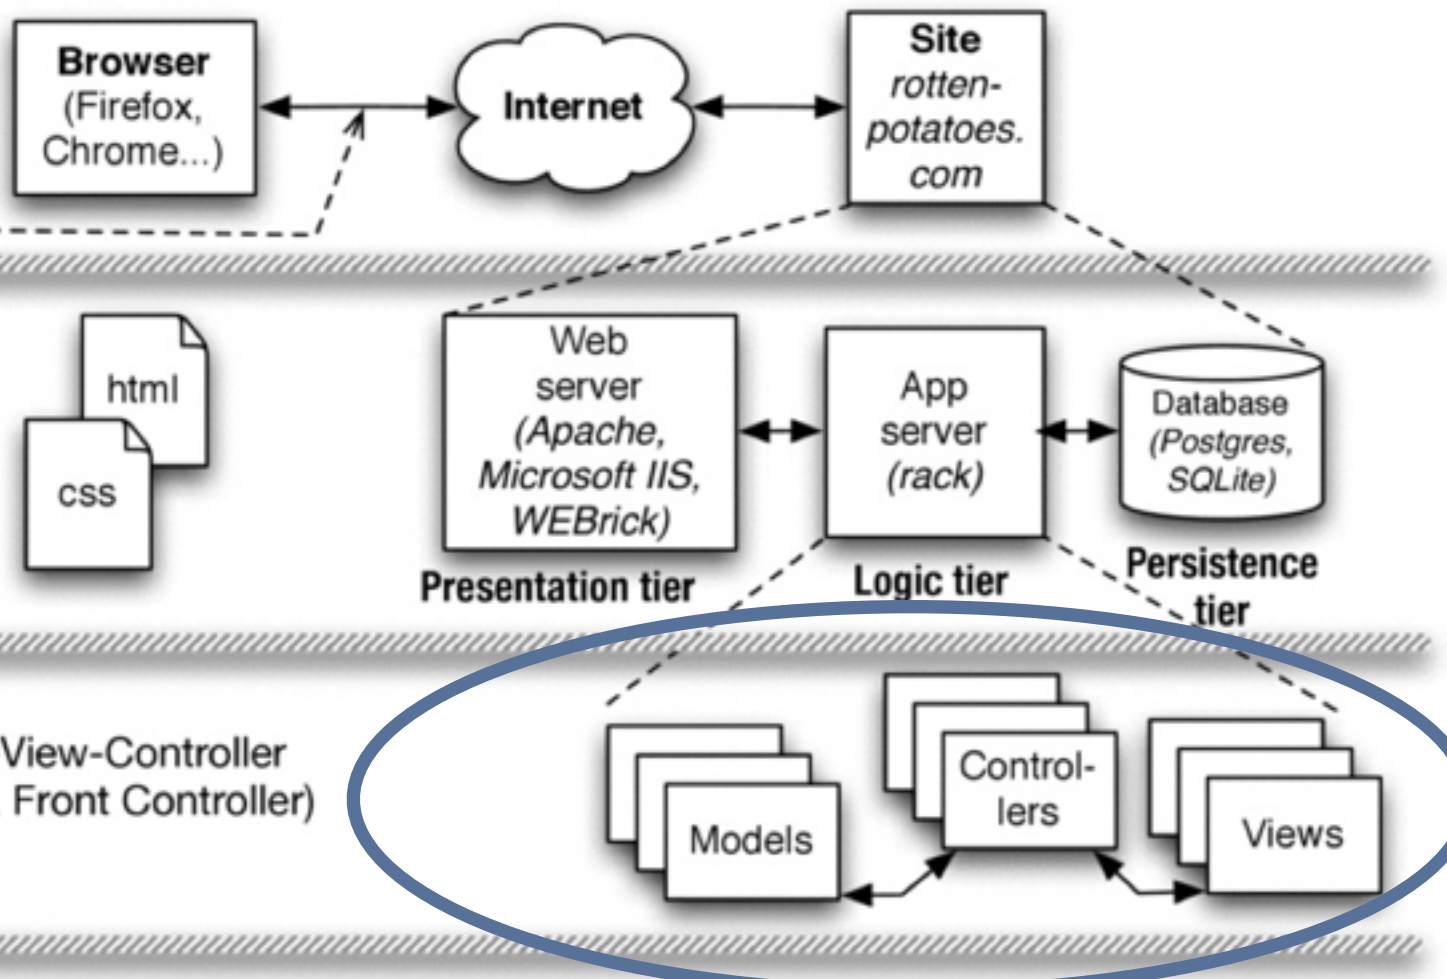 Browser
(Firefox,
Chrome...)
Internet
Site
rotten-
potatoes.
com
html
css
Web
server
(Apache,
Microsoft IIS,
WEBrick)
App
server
(rack)
Database
(Postgres,
SQLite)
Presentation tier
Logic tier
Persistence
tier
View-Controller
Front Controller)
Models
Control-
lers
Views